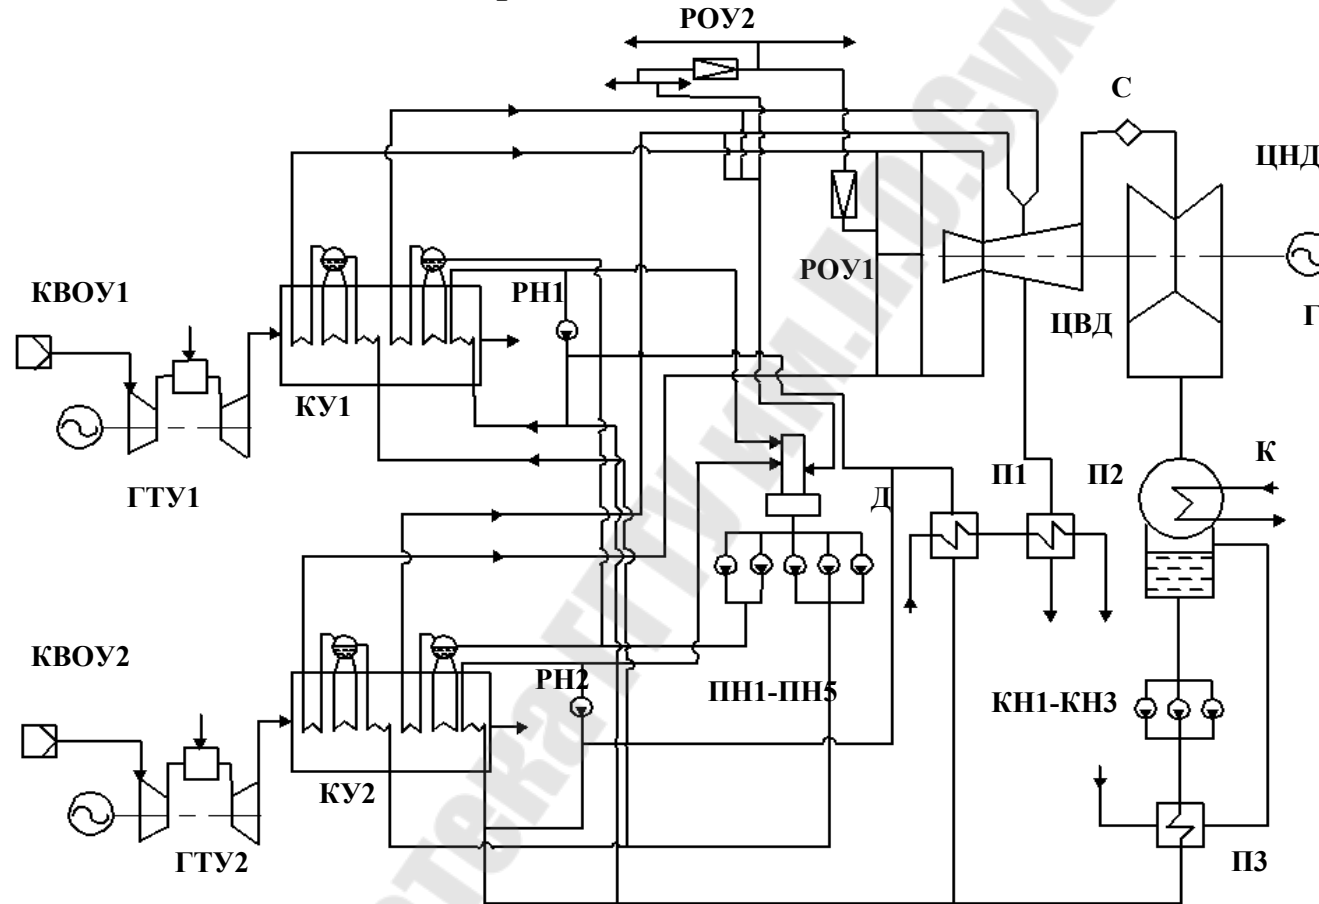 РОУ2
С
ЦНД
КВОУ1
РН1
РОУ1
ЦВД
Г
КУ1
ГТУ1
Д
П1
П2
К
КВОУ2
РН2
ПН1-ПН5
КН1-КН3
КУ2
ГТУ2
П3